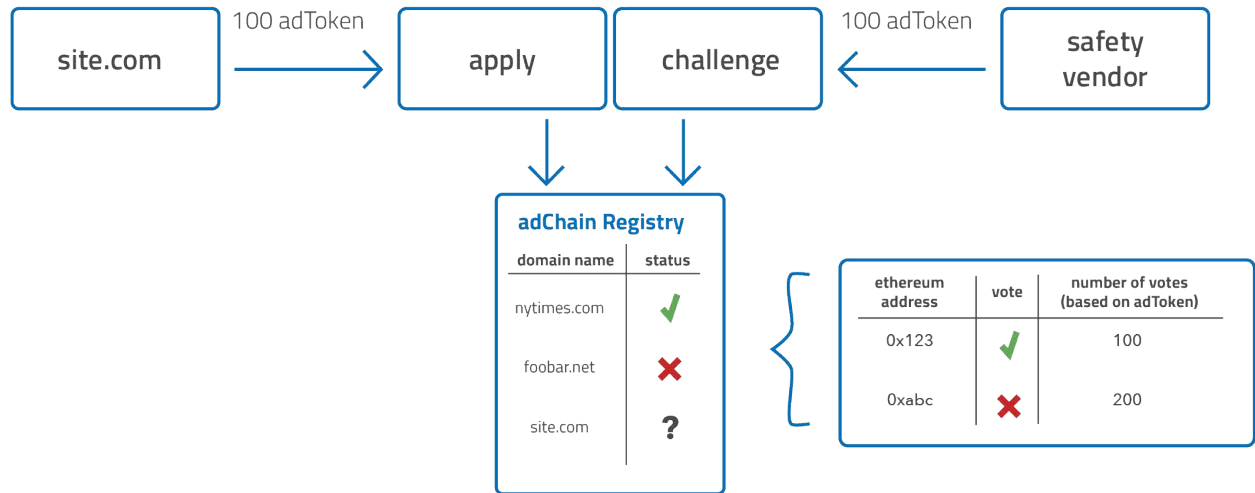 site.com
100 adToken
apply
challenge
100 adToken
safety
vendor
adChain Registry
domain name status
nytimes.com
foobar.net
site.com ?
ethereum
address
vote
number of votes
(based on adToken)
0x123 100
0xabc 200